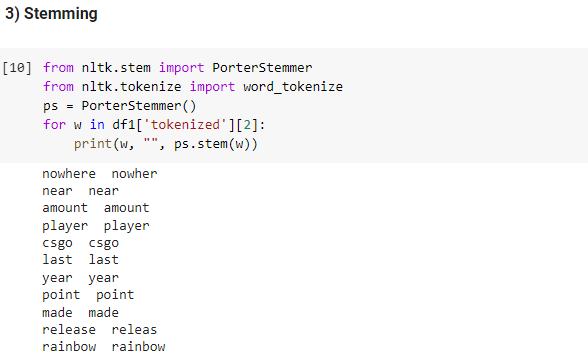 3) Stemming
[10] from nltk.stem import PorterStemmer
from nltk.tokenize import word_tokenize
ps = PorterStemmer()
for w in df1['tokenized'][2]:
    print(w, "", ps.stem(w))
nowhere  nowher
near  near
amount  amount
player  player
csgo  csgo
last  last
year  year
point  point
made  made
release  releas
rainbow  rainbow